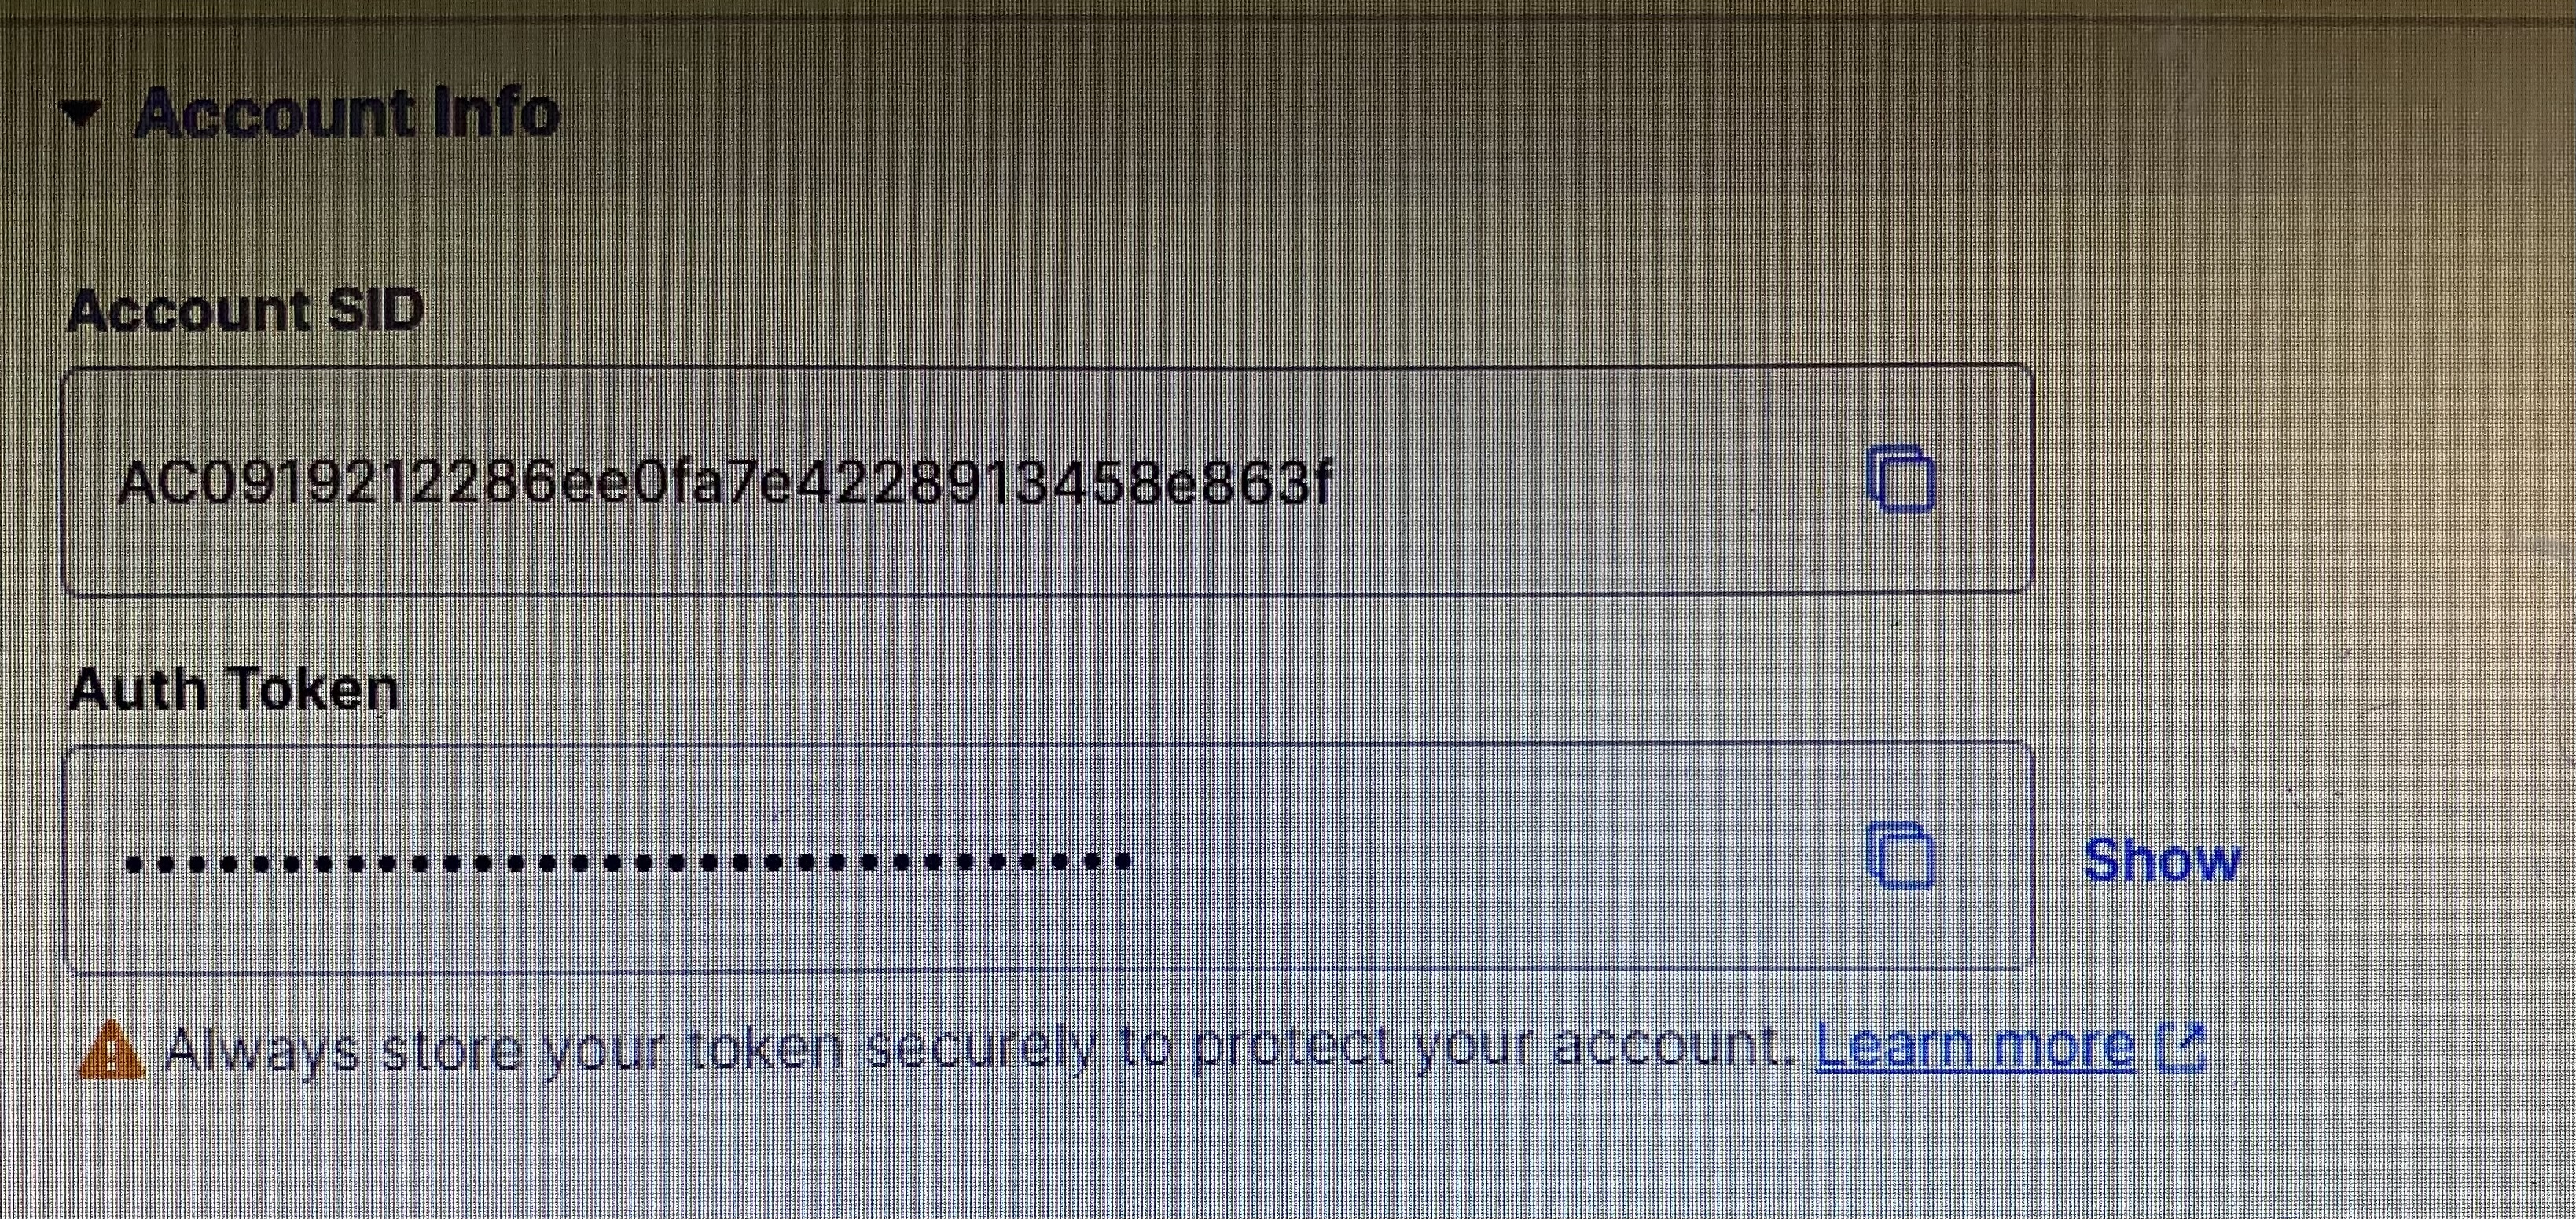 Account Info
Account SID
AC0919212286ee0fa7e4228913458e863f
Auth Token
••••••••••••••••••••••••••••••••
Show
Always store your token securely to protect your account. Learn more